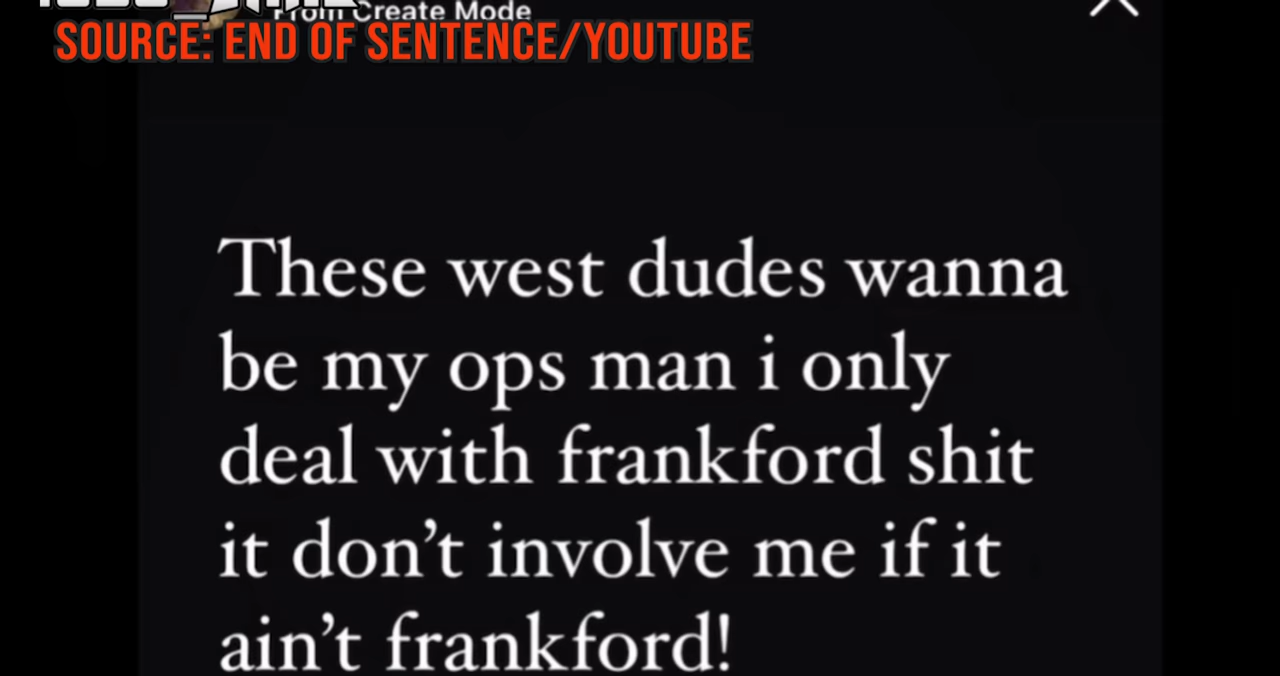 From Create Mode
SOURCE: END OF SENTENCE/YOUTUBE
These west dudes wanna
be my ops man i only
deal with frankford shit
it don’t involve me if it
ain’t frankford!